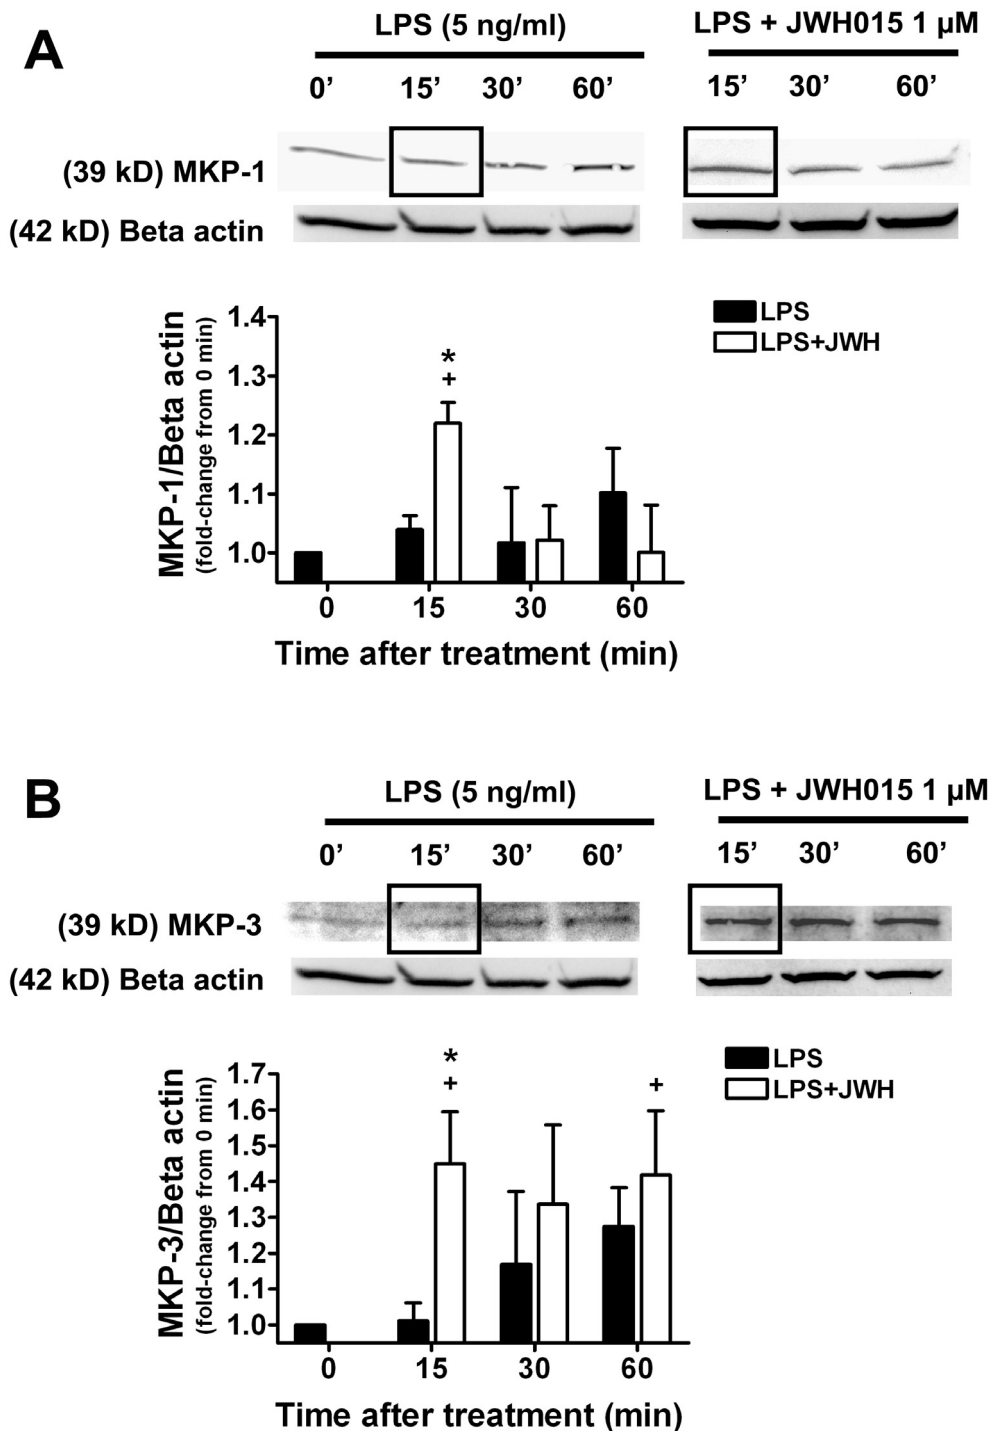 A
LPS (5 ng/ml)
LPS + JWH015 1 µM
0’ 15’ 30’ 60’ 15’ 30’ 60’
(39 kD) MKP-1
(42 kD) Beta actin
LPS
LPS+JWH
MKP-1/Beta actin
(fold-change from 0 min)
1.4
1.3
1.2
1.1
1.0
*
+
0 15 30 60
Time after treatment (min)
B
LPS (5 ng/ml)
LPS + JWH015 1 µM
0’ 15’ 30’ 60’ 15’ 30’ 60’
(39 kD) MKP-3
(42 kD) Beta actin
LPS
LPS+JWH
MKP-3/Beta actin
(fold-change from 0 min)
1.7
1.6
1.5
1.4
1.3
1.2
1.1
1.0
*
+ +
0 15 30 60
Time after treatment (min)